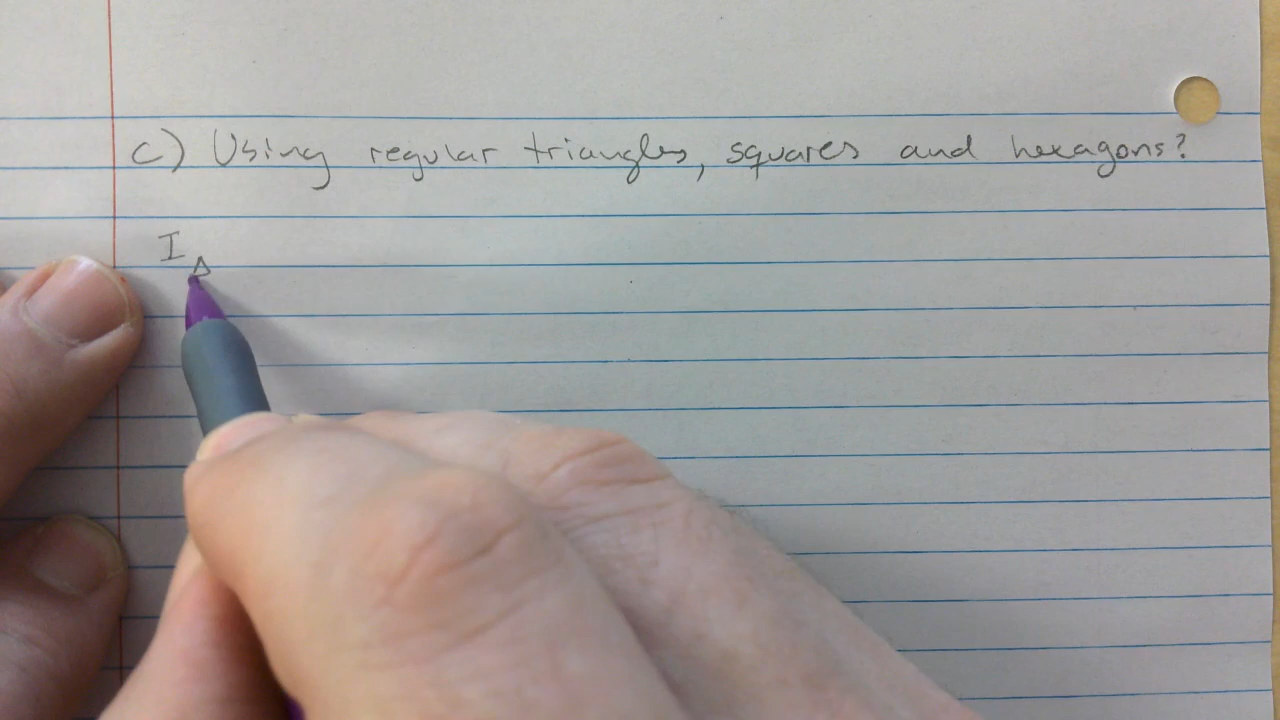 c) Using regular triangles, squares and hexagons?
I△